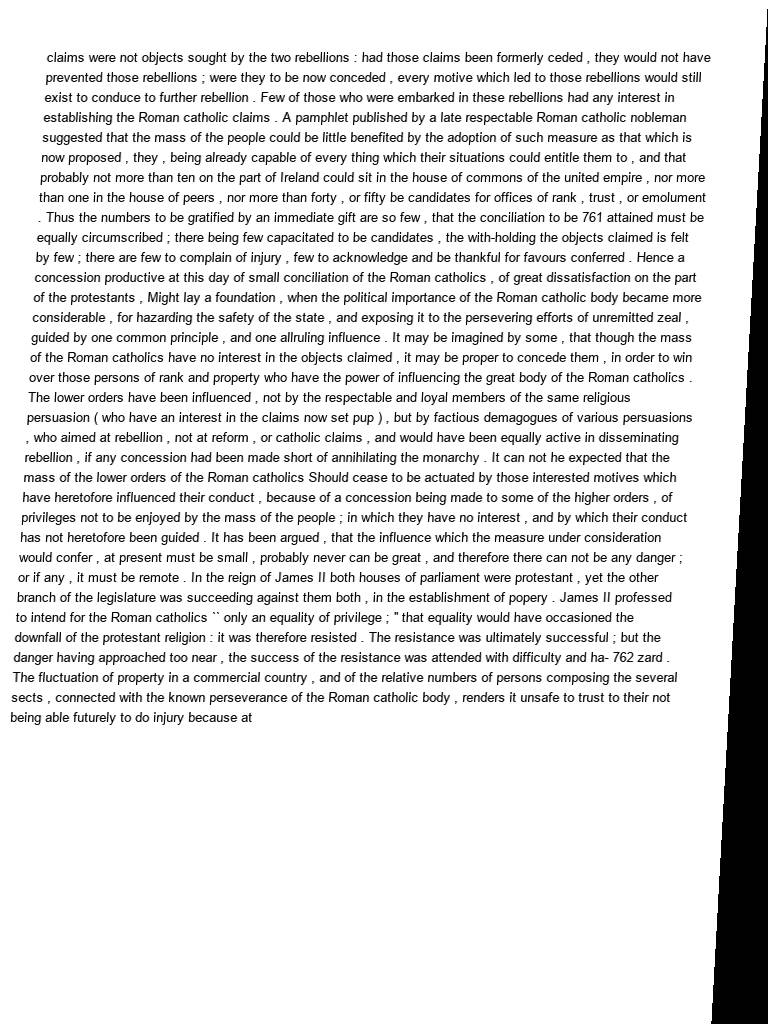 claims were not objects sought by the two rebellions : had those claims been formerly ceded , they would not have
prevented those rebellions ; were they to be now conceded , every motive which led to those rebellions would still
exist to conduce to further rebellion . Few of those who were embarked in these rebellions had any interest in
establishing the Roman catholic claims . A pamphlet published by a late respectable Roman catholic nobleman
suggested that the mass of the people could be little benefited by the adoption of such measure as that which is
now proposed , they , being already capable of every thing which their situations could entitle them to , and that
probably not more than ten on the part of Ireland could sit in the house of commons of the united empire , nor more
than one in the house of peers , nor more than forty , or fifty be candidates for offices of rank , trust , or emolument
. Thus the numbers to be gratified by an immediate gift are so few , that the conciliation to be 761 attained must be
equally circumscribed ; there being few capacitated to be candidates , the with-holding the objects claimed is felt
by few ; there are few to complain of injury , few to acknowledge and be thankful for favours conferred . Hence a
concession productive at this day of small conciliation of the Roman catholics , of great dissatisfaction on the part
of the protestants , Might lay a foundation , when the political importance of the Roman catholic body became more
considerable , for hazarding the safety of the state , and exposing it to the persevering efforts of unremitted zeal ,
guided by one common principle , and one allruling influence . It may be imagined by some , that though the mass
of the Roman catholics have no interest in the objects claimed , it may be proper to concede them , in order to win
over those persons of rank and property who have the power of influencing the great body of the Roman catholics .
The lower orders have been influenced , not by the respectable and loyal members of the same religious
persuasion ( who have an interest in the claims now set pup ) , but by factious demagogues of various persuasions
, who aimed at rebellion , not at reform , or catholic claims , and would have been equally active in disseminating
rebellion , if any concession had been made short of annihilating the monarchy . It can not he expected that the
mass of the lower orders of the Roman catholics Should cease to be actuated by those interested motives which
have heretofore influenced their conduct , because of a concession being made to some of the higher orders , of
privileges not to be enjoyed by the mass of the people ; in which they have no interest , and by which their conduct
has not heretofore been guided . It has been argued , that the influence which the measure under consideration
would confer , at present must be small , probably never can be great , and therefore there can not be any danger ;
or if any , it must be remote . In the reign of James II both houses of parliament were protestant , yet the other
branch of the legislature was succeeding against them both , in the establishment of popery . James II professed
to intend for the Roman catholics `` only an equality of privilege ; " that equality would have occasioned the
downfall of the protestant religion : it was therefore resisted . The resistance was ultimately successful ; but the
danger having approached too near , the success of the resistance was attended with difficulty and ha- 762 zard .
The fluctuation of property in a commercial country , and of the relative numbers of persons composing the several
sects , connected with the known perseverance of the Roman catholic body , renders it unsafe to trust to their not
being able futurely to do injury because at